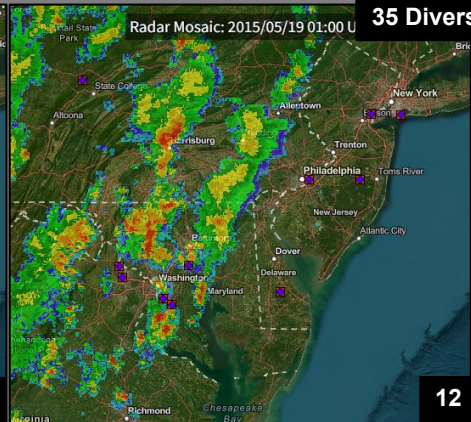 35 Divers
Radar Mosaic: 2015/05/19 01:00 U
State College
Altoona
Harrisburg
Allentown
New York
Edison
Trenton
Philadelphia
Toms River
New Jersey
Atlantic City
Dover
Delaware
Washington
Maryland
Richmond
Chesapeake
Bay
12